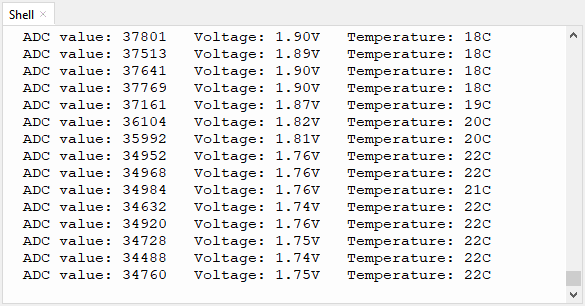 Shell
ADC value: 37801   Voltage: 1.90V   Temperature: 18C
ADC value: 37513   Voltage: 1.89V   Temperature: 18C
ADC value: 37641   Voltage: 1.90V   Temperature: 18C
ADC value: 37769   Voltage: 1.90V   Temperature: 18C
ADC value: 37161   Voltage: 1.87V   Temperature: 19C
ADC value: 36104   Voltage: 1.82V   Temperature: 20C
ADC value: 35992   Voltage: 1.81V   Temperature: 20C
ADC value: 34952   Voltage: 1.76V   Temperature: 22C
ADC value: 34968   Voltage: 1.76V   Temperature: 22C
ADC value: 34984   Voltage: 1.76V   Temperature: 21C
ADC value: 34632   Voltage: 1.74V   Temperature: 22C
ADC value: 34920   Voltage: 1.76V   Temperature: 22C
ADC value: 34728   Voltage: 1.75V   Temperature: 22C
ADC value: 34488   Voltage: 1.74V   Temperature: 22C
ADC value: 34760   Voltage: 1.75V   Temperature: 22C